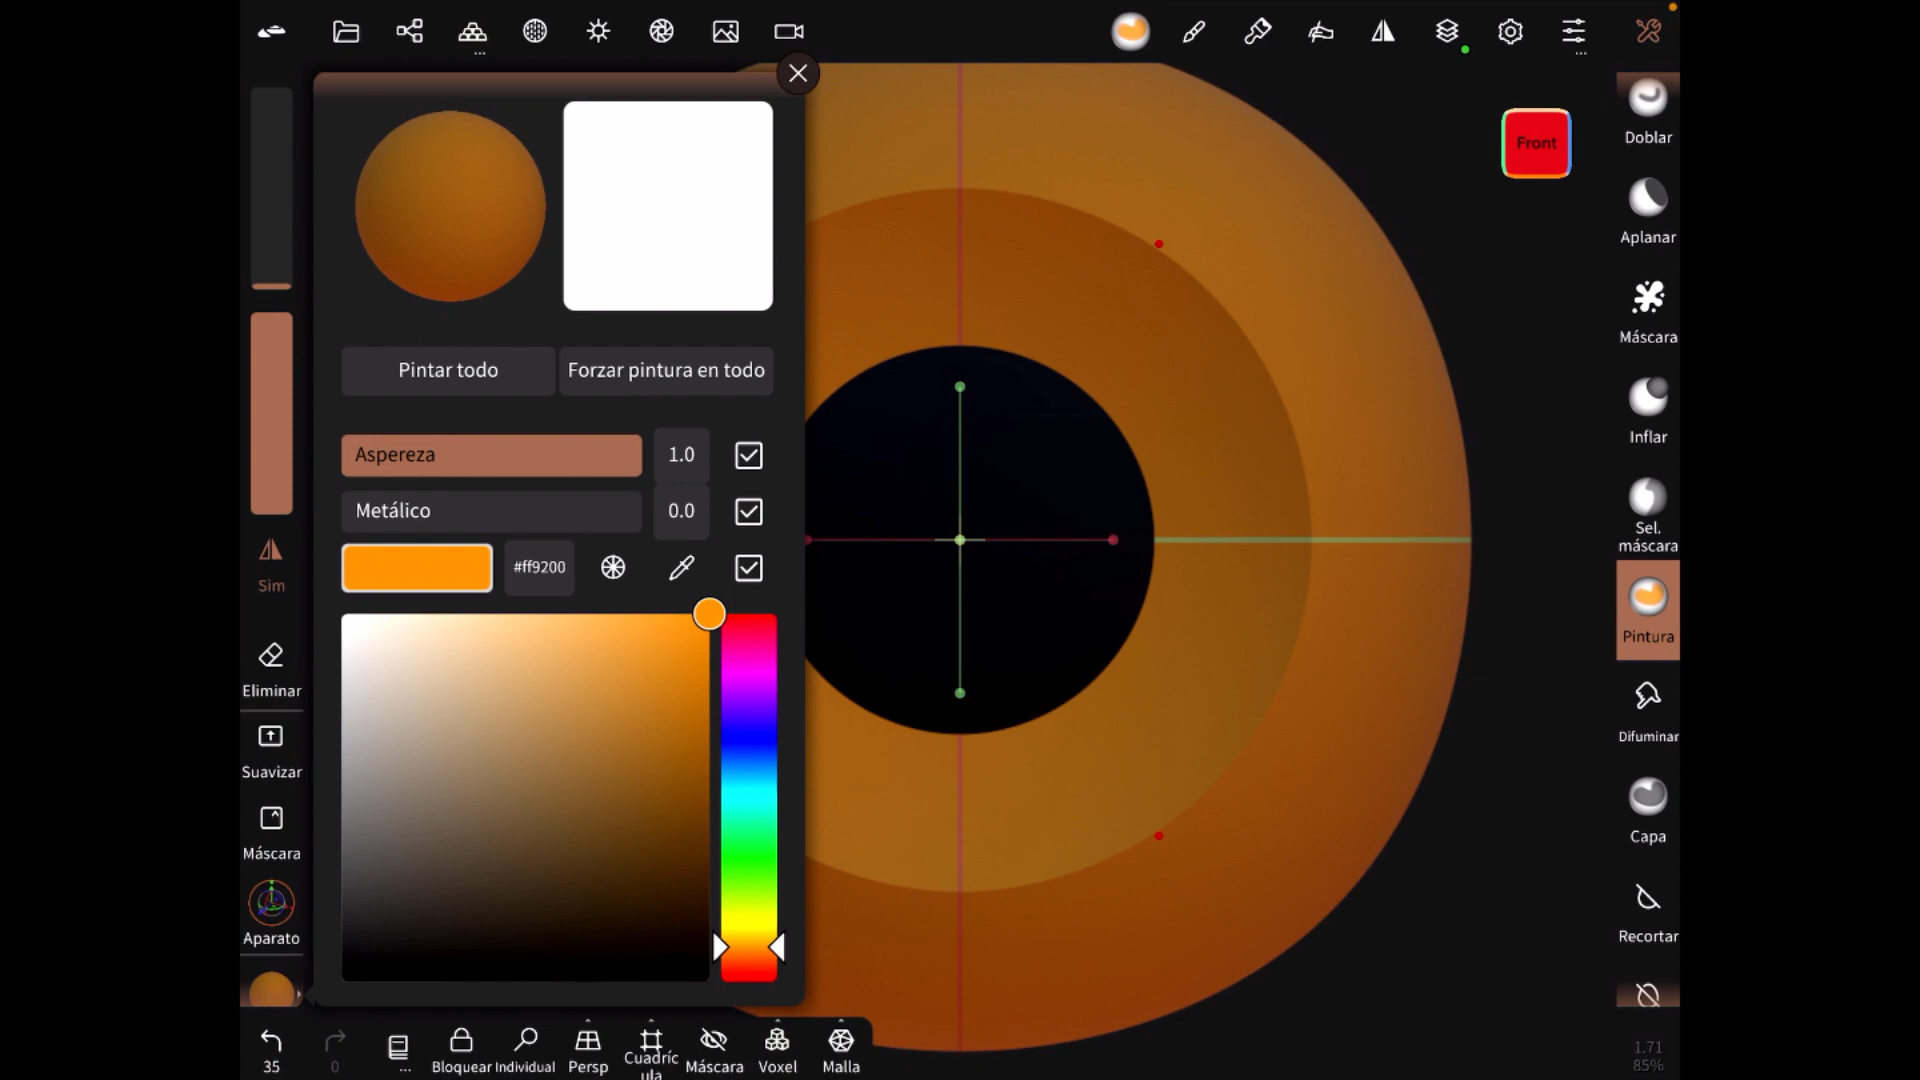 Front
Pintar todo
Forzar pintura en todo
Aspereza
1.0
Metálico
0.0
#ff9200
Sim
Eliminar
Suavizar
Máscara
Aparato
Doblar
Aplanar
Máscara
Inflar
Sel.
máscara
Pintura
Difuminar
Capa
Recortar
35
0
...
Bloquear
Individual
Persp
Cuadríc
ula
Máscara
Voxel
Malla
1.71
85%